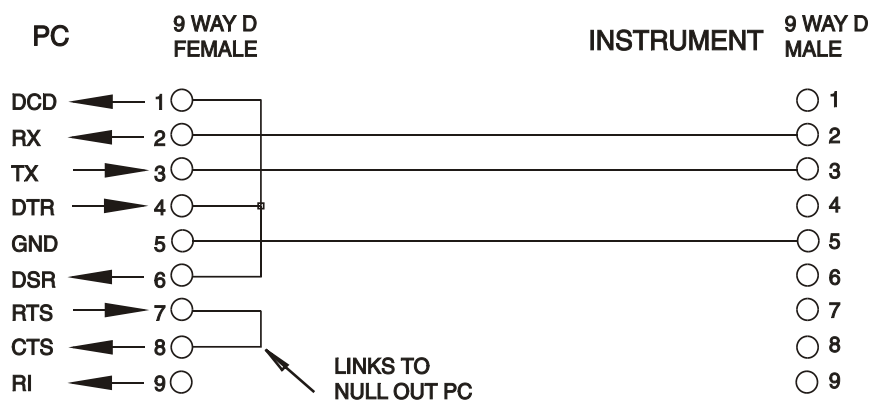 PC
9 WAY D
FEMALE
INSTRUMENT
9 WAY D
MALE
DCD 1 1
RX 2 2
TX 3 3
DTR 4 4
GND 5 5
DSR 6 6
RTS 7 7
CTS 8 8
RI 9 9
LINKS TO
NULL OUT PC